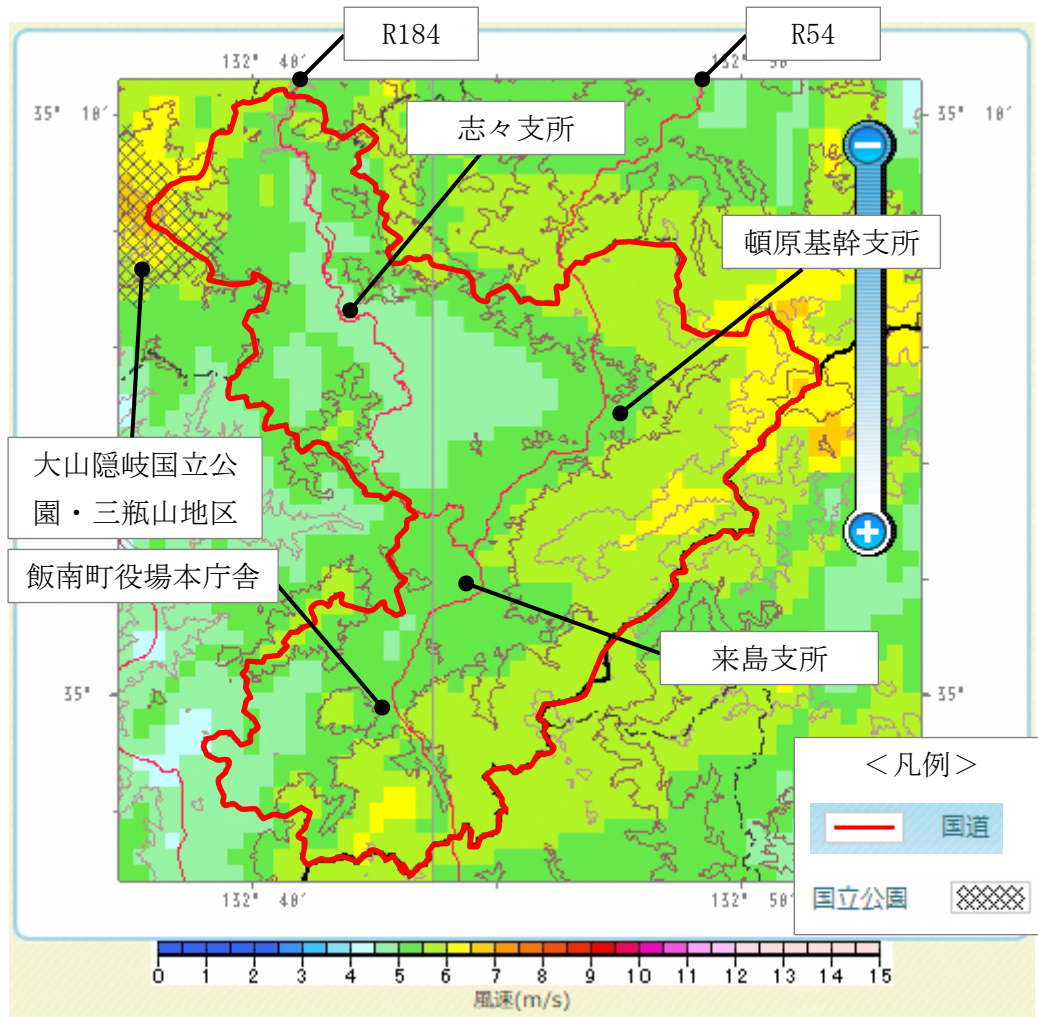 R184
R54
132° 40′
35° 10′
35° 10′
志々支所
頓原基幹支所
大山隠岐国立公
園・三瓶山地区
飯南町役場本庁舎
来島支所
35°
35°
<凡例>
国道
国立公園
132° 40′
132° 50′
0 1 2 3 4 5 6 7 8 9 10 11 12 13 14 15
風速(m/s)